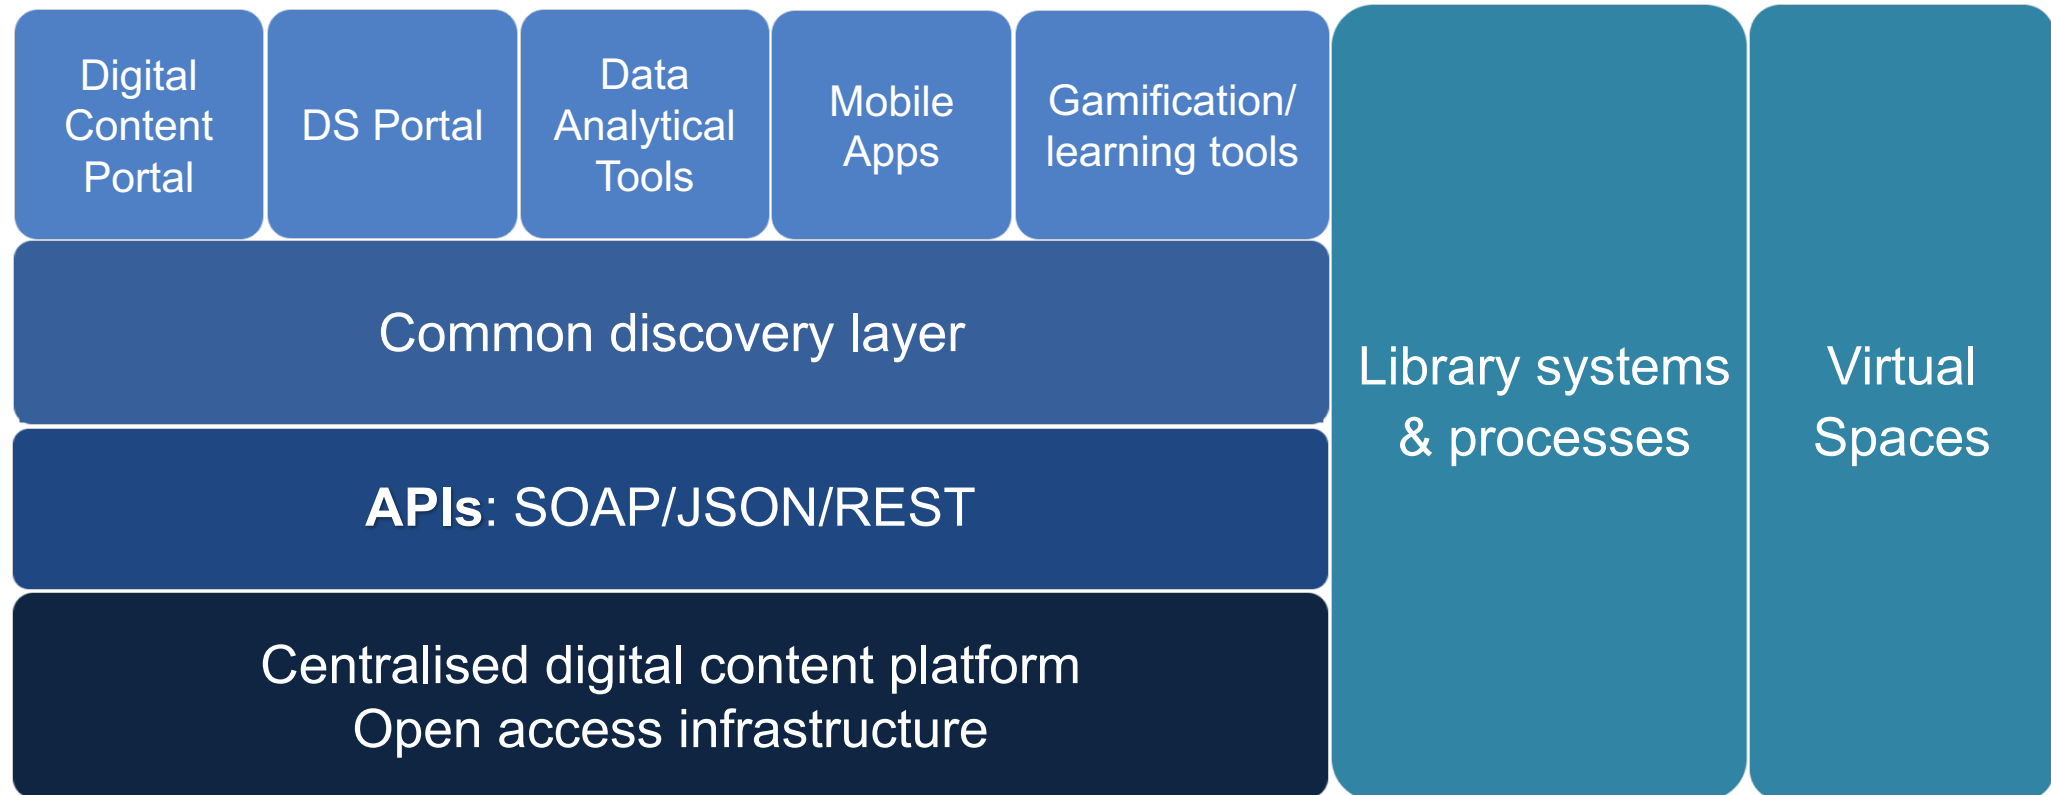 Digital
Content
Portal
DS Portal
Data
Analytical
Tools
Mobile
Apps
Gamification/
learning tools
Common discovery layer
APIs: SOAP/JSON/REST
Centralised digital content platform
Open access infrastructure
Library systems
& processes
Virtual
Spaces